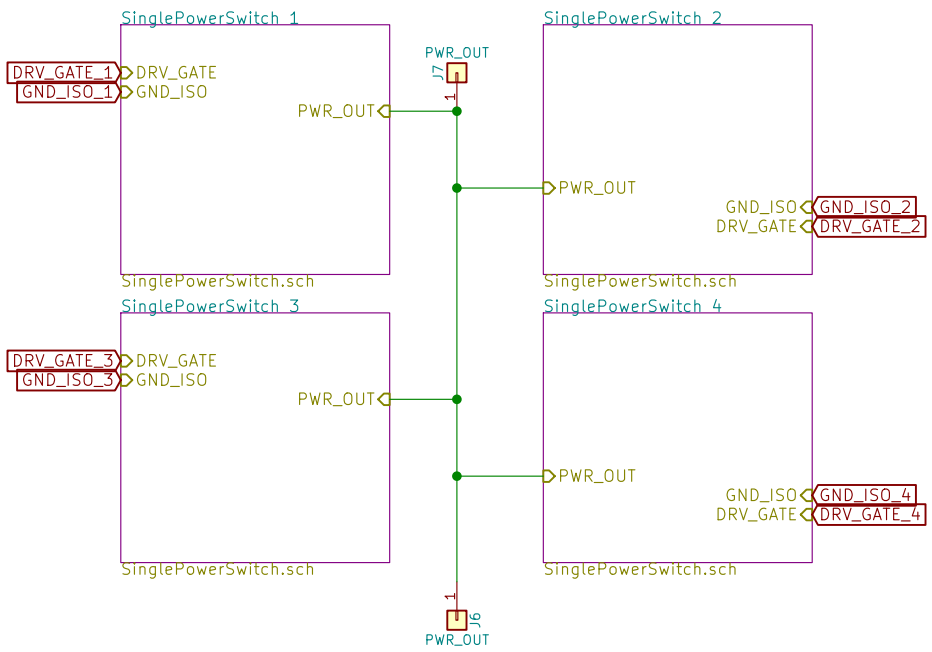 SinglePowerSwitch 1
DRV_GATE_1
DRV_GATE
GND_ISO_1
GND_ISO
PWR_OUT
SinglePowerSwitch.sch
PWR_OUT
J7
1
SinglePowerSwitch 2
PWR_OUT
GND_ISO
GND_ISO_2
DRV_GATE
DRV_GATE_2
SinglePowerSwitch.sch
SinglePowerSwitch 3
DRV_GATE_3
DRV_GATE
GND_ISO_3
GND_ISO
PWR_OUT
SinglePowerSwitch.sch
SinglePowerSwitch 4
PWR_OUT
GND_ISO
GND_ISO_4
DRV_GATE
DRV_GATE_4
SinglePowerSwitch.sch
1
J6
PWR_OUT